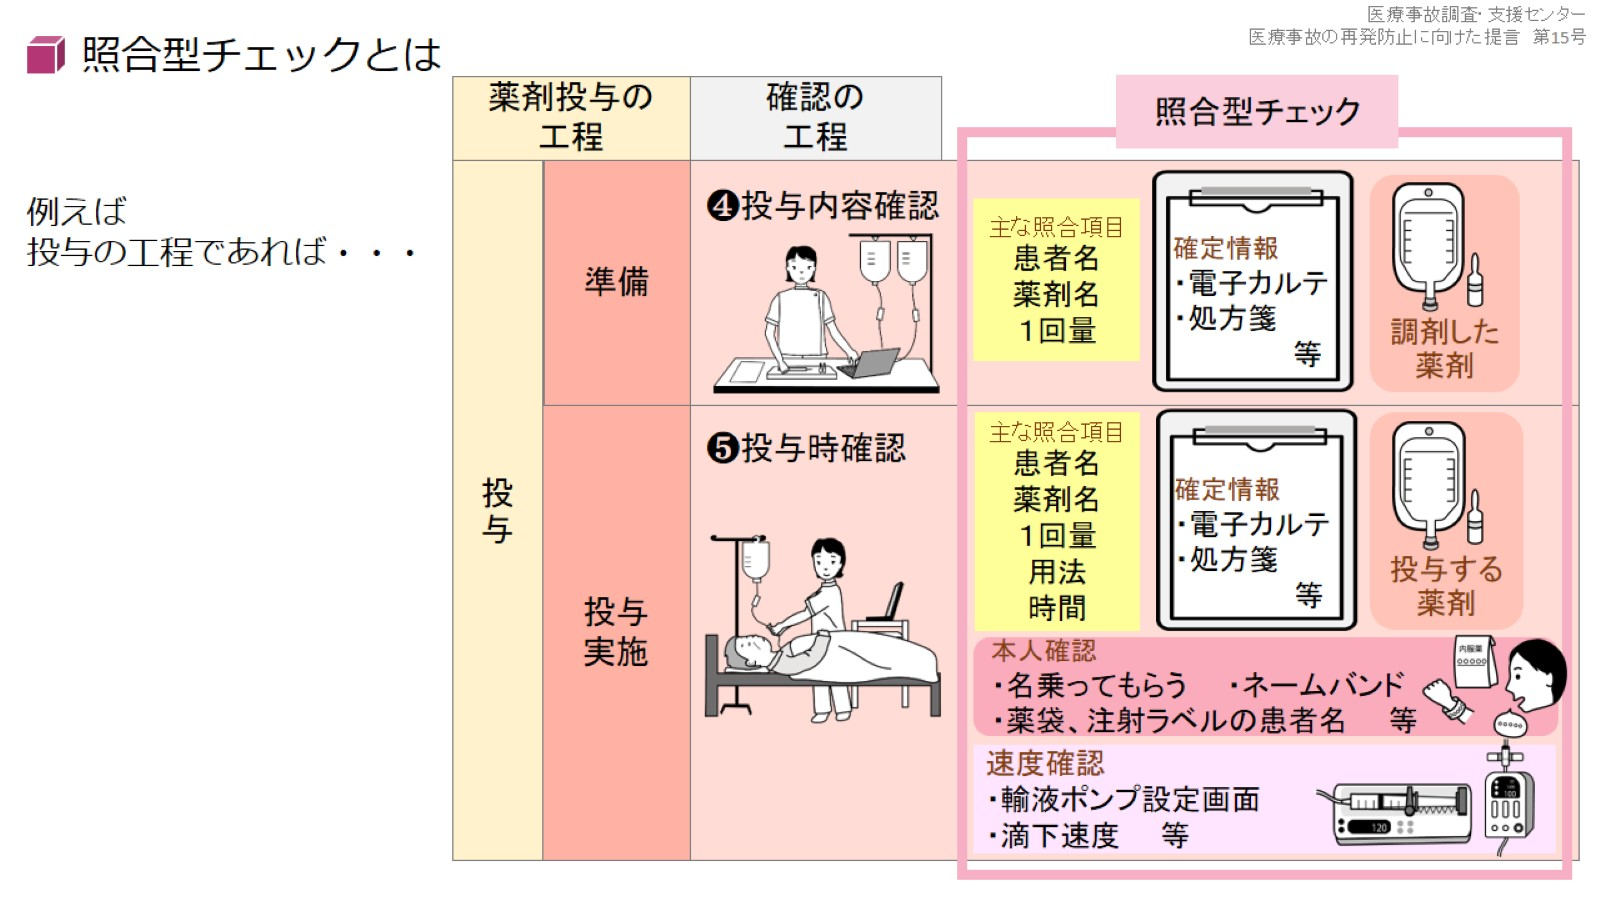 医療事故調査・支援センター
医療事故の再発防止に向けた提言　第15号
照合型チェックとは
例えば
投与の工程であれば・・・
薬剤投与の
工程
確認の
工程
照合型チェック
投
与
準備
❹投与内容確認
主な照合項目
患者名
薬剤名
１回量
確定情報
・電子カルテ
・処方箋
等
調剤した
薬剤
投与
実施
❺投与時確認
主な照合項目
患者名
薬剤名
１回量
用法
時間
確定情報
・電子カルテ
・処方箋
等
投与する
薬剤
本人確認
・名乗ってもらう　・ネームバンド
・薬袋、注射ラベルの患者名　等
内服薬
速度確認
・輸液ポンプ設定画面
・滴下速度　等
120
100